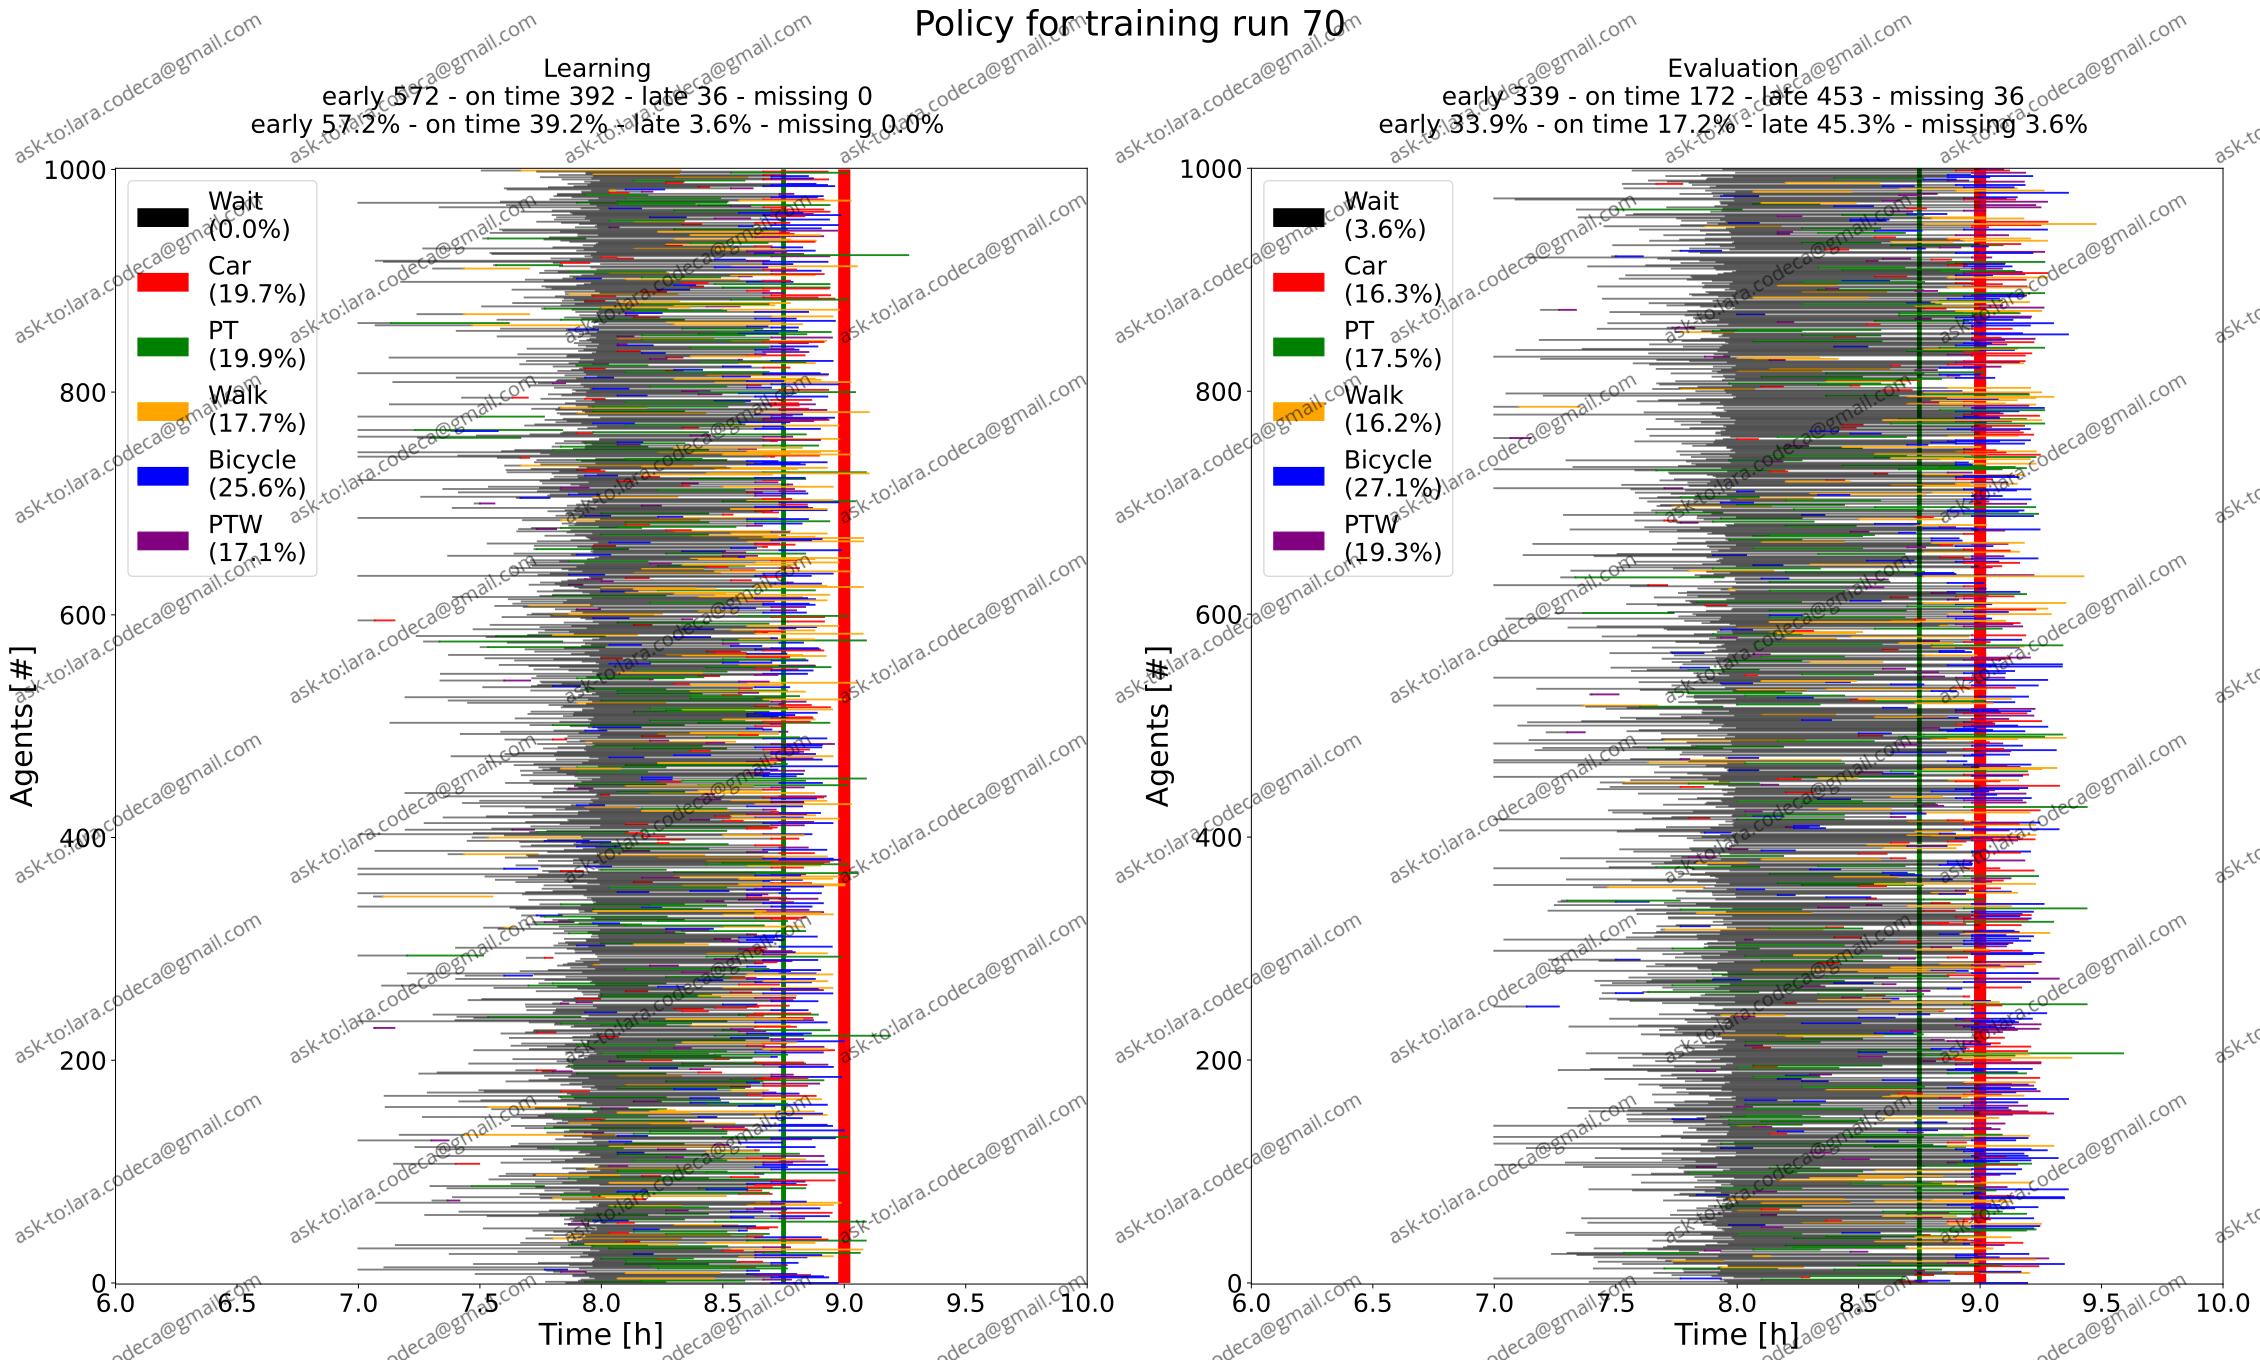 Policy for training run 70
Learning
early 572 - on time 392 - late 36 - missing 0
early 57.2% - on time 39.2% - late 3.6% - missing 0.0%
Wait
(0.0%)
Car
(19.7%)
PT
(19.9%)
Walk
(17.7%)
Bicycle
(25.6%)
PTW
(17.1%)
1000
800
600
400
200
0
Agents [#]
6.0 6.5 7.0 7.5 8.0 8.5 9.0 9.5 10.0
Time [h]
Evaluation
early 339 - on time 172 - late 453 - missing 36
early 33.9% - on time 17.2% - late 45.3% - missing 3.6%
Wait
(3.6%)
Car
(16.3%)
PT
(17.5%)
Walk
(16.2%)
Bicycle
(27.1%)
PTW
(19.3%)
1000
800
600
400
200
0
Agents [#]
6.0 6.5 7.0 7.5 8.0 8.5 9.0 9.5 10.0
Time [h]
ask-to:lara.codeca@gmail.com